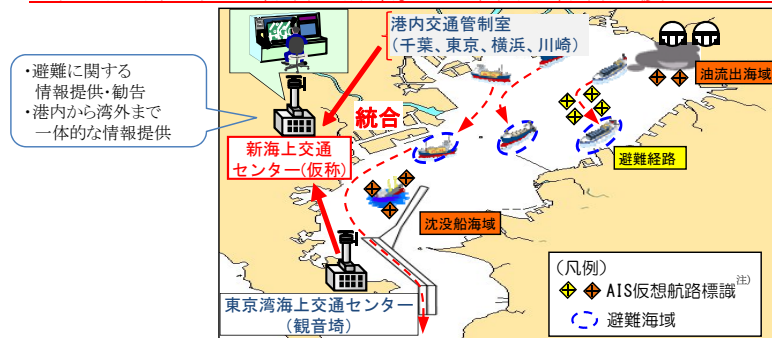 港内交通管制室
(千葉、東京、横浜、川崎)
油流出海域
・避難に関する
情報提供・勧告
・港内から湾外まで
一体的な情報提供
統合
新海上交通
センター(仮称)
避難経路
沈没船海域
東京湾海上交通センター
(観音埼)
(凡例)
AIS仮想航路標識注)
避難海域